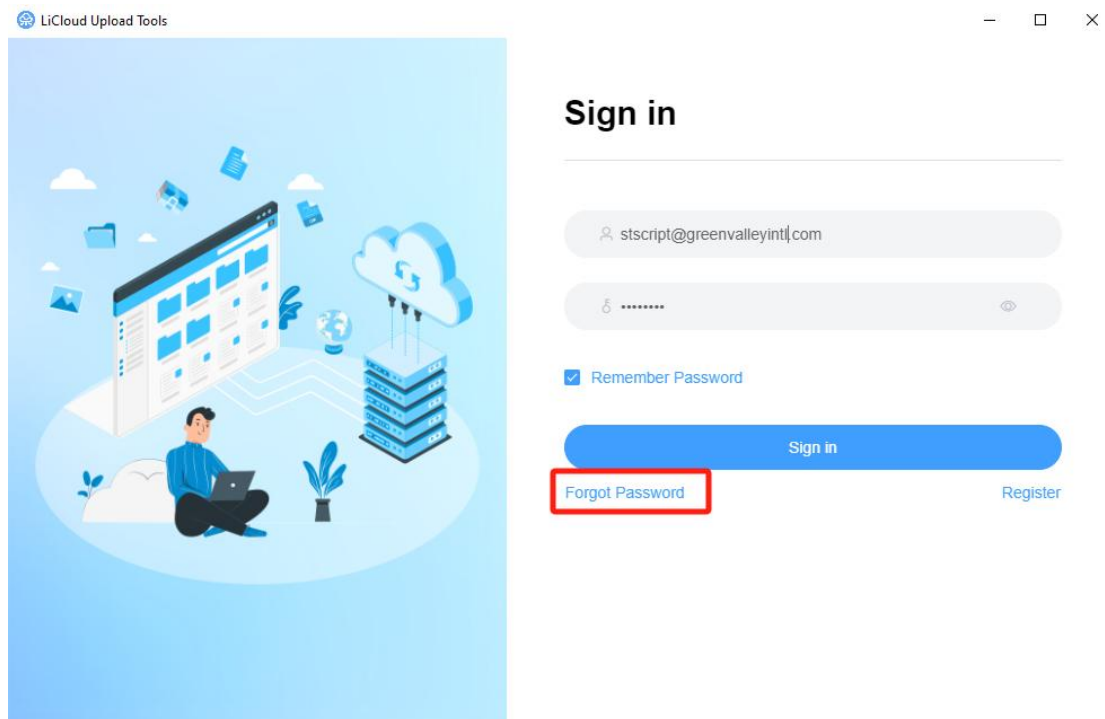 LiCloud Upload Tools
Sign in
stscript@greenvalleyintl.com
••••••••
Remember Password
Sign in
Forgot Password
Register